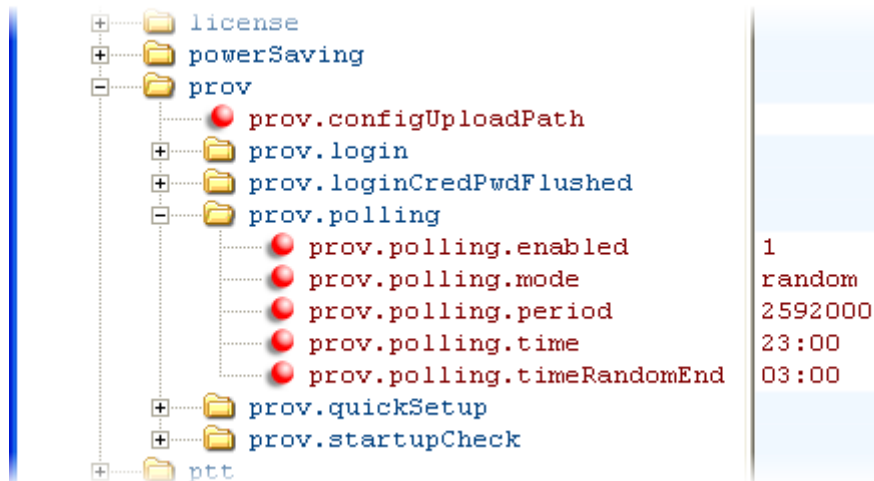 license
powerSaving
prov
prov.configUploadPath
prov.login
prov.loginCredPwdFlushed
prov.polling
prov.polling.enabled 1
prov.polling.mode random
prov.polling.period 2592000
prov.polling.time 23:00
prov.polling.timeRandomEnd 03:00
prov.quickSetup
prov.startupCheck
ptt